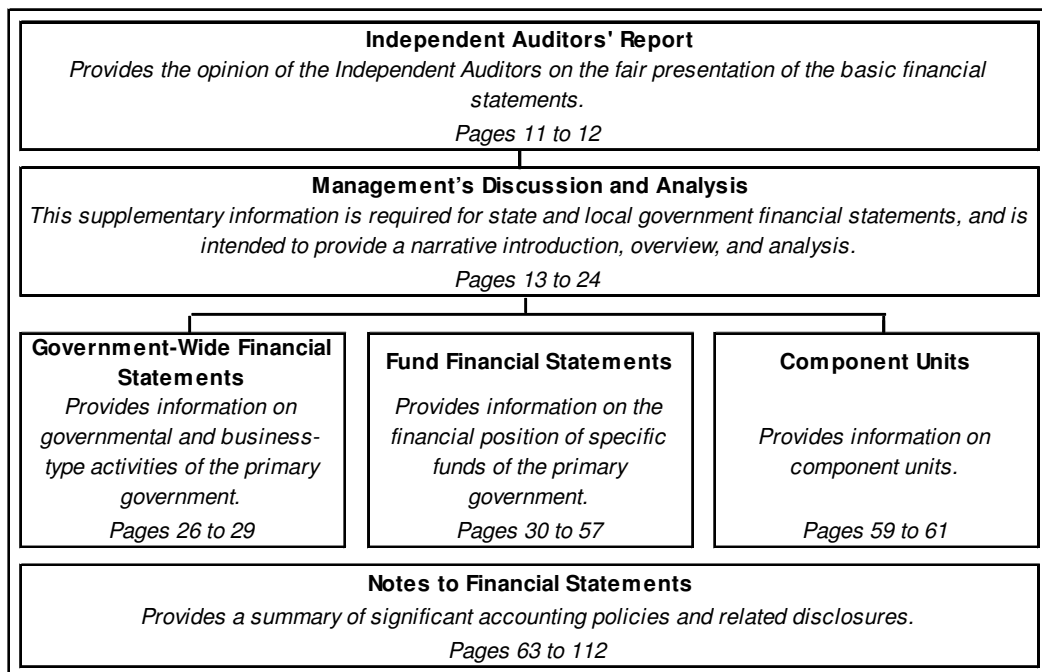 Independent Auditors' Report
Provides the opinion of the Independent Auditors on the fair presentation of the basic financial
statements.
Pages 11 to 12
Management's Discussion and Analysis
This supplementary information is required for state and local government financial statements, and is
intended to provide a narrative introduction, overview, and analysis.
Pages 13 to 24
Government-Wide Financial
Statements
Provides information on
governmental and business-
type activities of the primary
government.
Pages 26 to 29
Fund Financial Statements
Provides information on the
financial position of specific
funds of the primary
government.
Pages 30 to 57
Component Units
Provides information on
component units.
Pages 59 to 61
Notes to Financial Statements
Provides a summary of significant accounting policies and related disclosures.
Pages 63 to 112